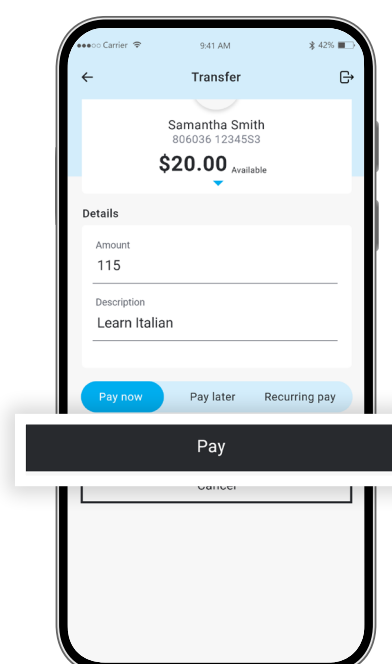 Carrier 9:41 AM 42%
Transfer
Samantha Smith
806036 12345S3
$20.00 Available
Details
Amount
115
Description
Learn Italian
Pay now Pay later Recurring pay
Pay
Cancel